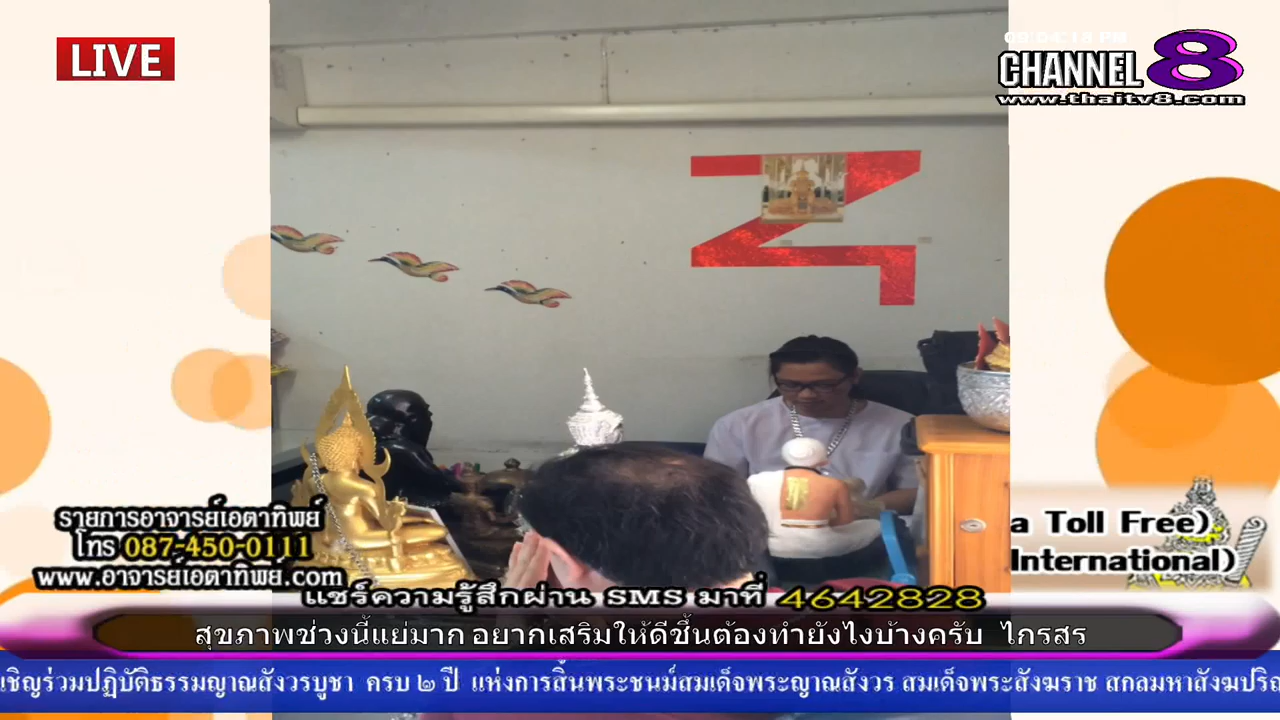 LIVE
09:04:13 PM
CHANNEL 8
www.thaitv8.com
รายการอาจารย์เอตาทิพย์
โทร 087-450-0111
www.อาจารย์เอตาทิพย์.com
a Toll Free)
International)
แชร์ความรู้สึกผ่าน SMS มาที่ 4642828
สุขภาพช่วงนี้แย่มาก อยากเสริมให้ดีขึ้นต้องทำยังไงบ้างครับ ไกรสร
เชิญร่วมปฏิบัติธรรมญาณสังวรบูชา ครบ ๒ ปี แห่งการสิ้นพระชนม์สมเด็จพระญาณสังวร สมเด็จพระสังฆราช สกลมหาสังฆปริณ